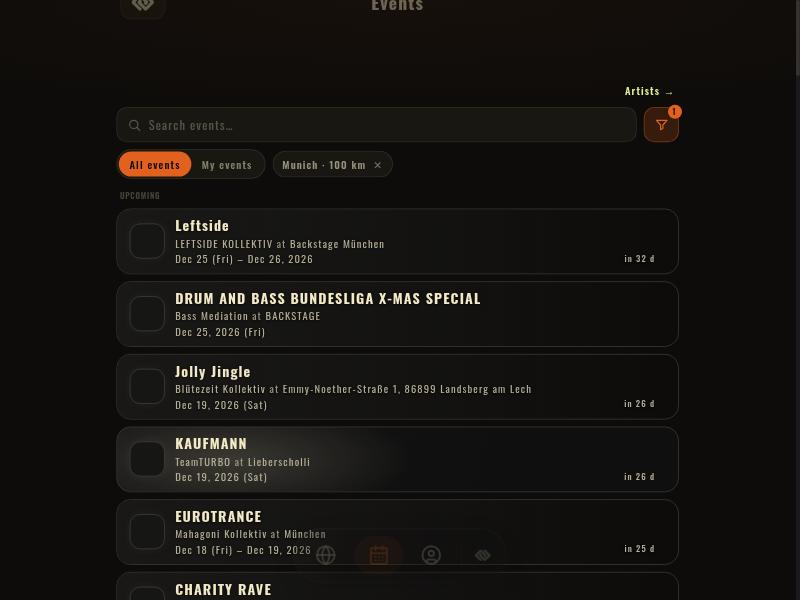 Events
Artists →
Search events…
1
All events
My events
Munich · 100 km ×
UPCOMING
Leftside
LEFTSIDE KOLLEKTIV at Backstage München
Dec 25 (Fri) – Dec 26, 2026
in 32 d
DRUM AND BASS BUNDESLIGA X-MAS SPECIAL
Bass Mediation at BACKSTAGE
Dec 25, 2026 (Fri)
Jolly Jingle
Blütezeit Kollektiv at Emmy-Noether-Straße 1, 86899 Landsberg am Lech
Dec 19, 2026 (Sat)
in 26 d
KAUFMANN
TeamTURBO at Lieberscholli
Dec 19, 2026 (Sat)
in 26 d
EUROTRANCE
Mahagoni Kollektiv at München
Dec 18 (Fri) – Dec 19, 2026
in 25 d
CHARITY RAVE